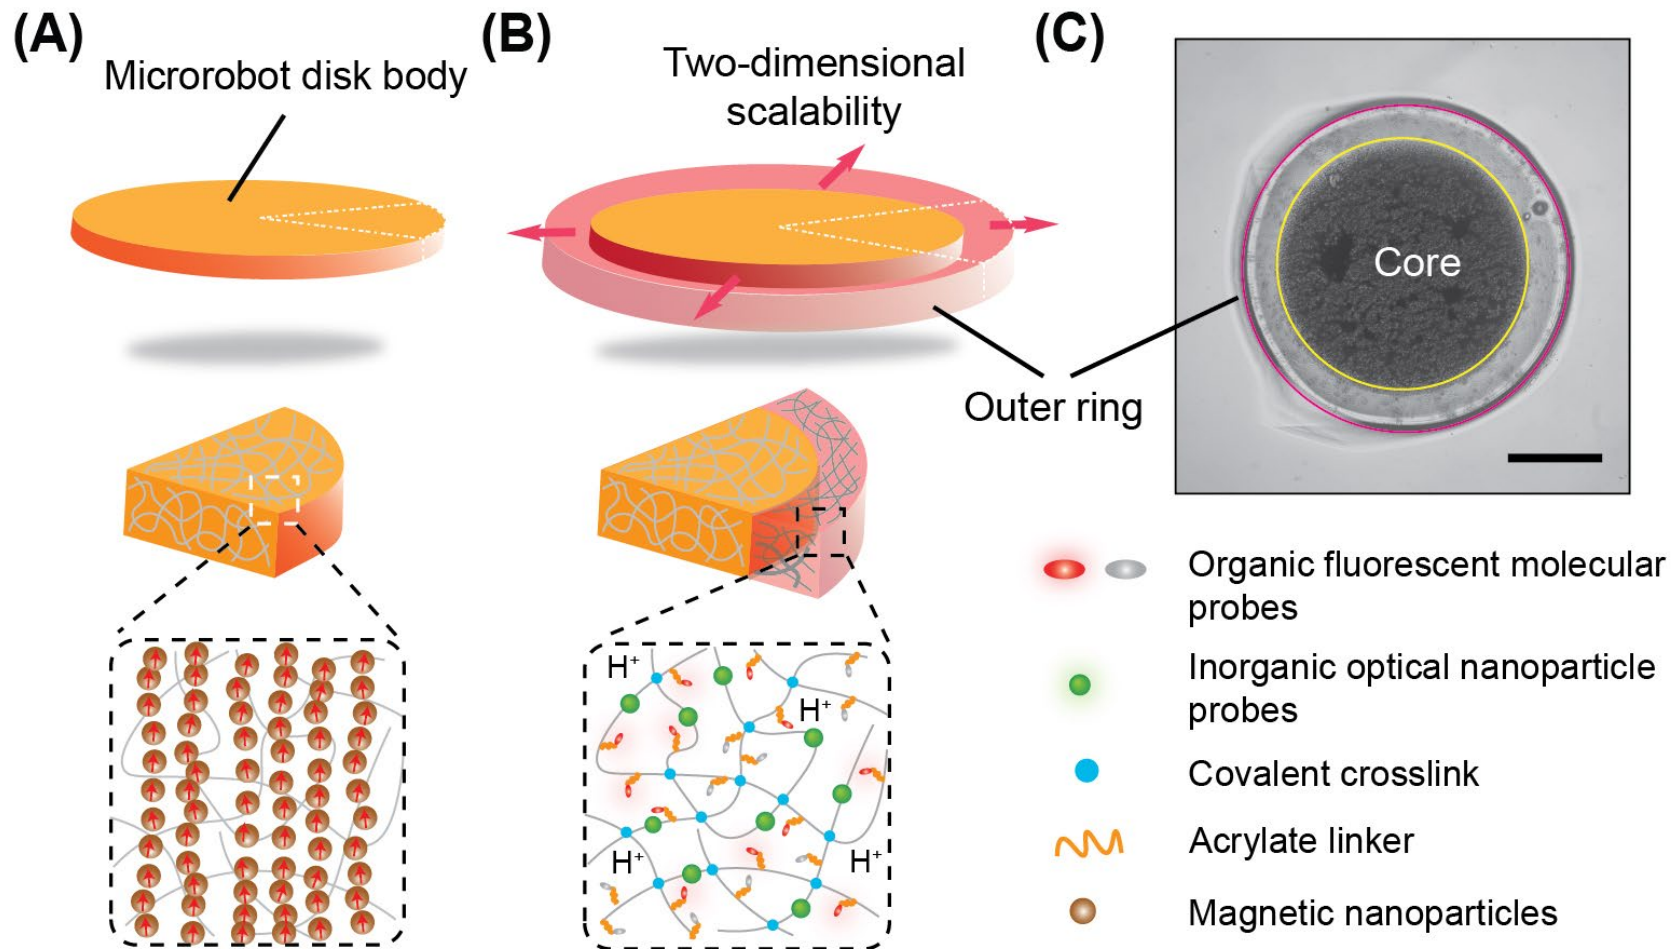 (A)
Microrobot disk body
(B)
Two-dimensional
scalability
(C)
Core
Outer ring
H⁺
H⁺
H⁺
H⁺
Organic fluorescent molecular
probes
Inorganic optical nanoparticle
probes
Covalent crosslink
Acrylate linker
Magnetic nanoparticles